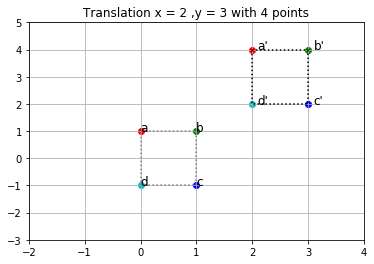 Translation x = 2 ,y = 3 with 4 points
5
4
3
2
1
0
−1
−2
−3
a' b'
d' c'
a b
d c
−2 −1 0 1 2 3 4